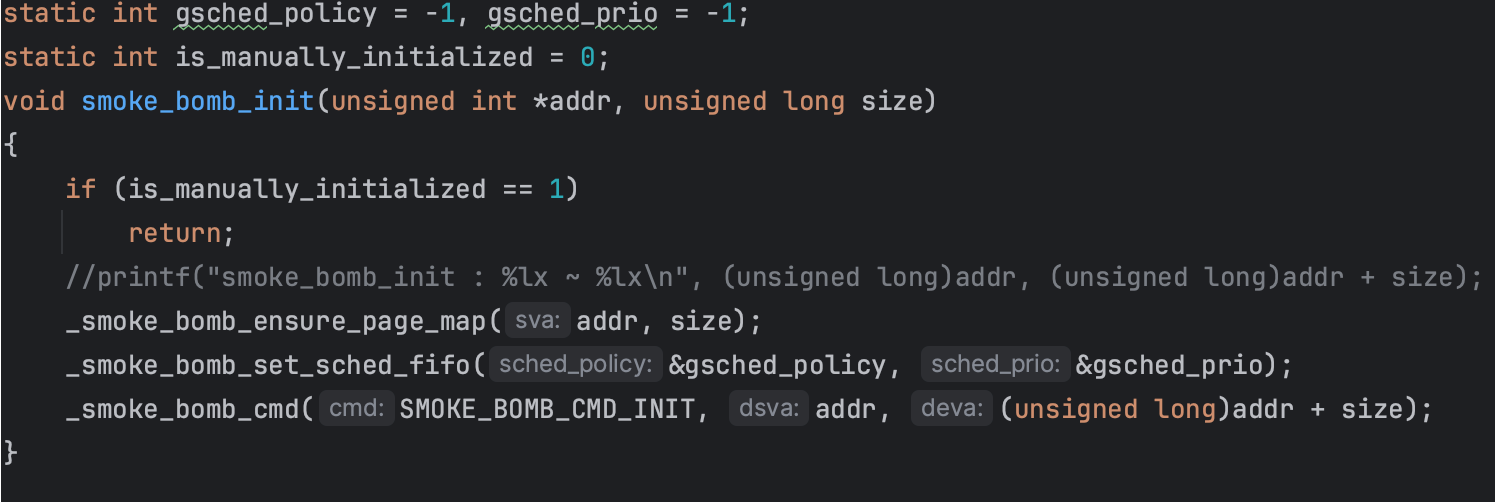 static int gsched_policy = -1, gsched_prio = -1;
static int is_manually_initialized = 0;
void smoke_bomb_init(unsigned int *addr, unsigned long size)
{
    if (is_manually_initialized == 1)
        return;
    //printf("smoke_bomb_init : %lx ~ %lx\n", (unsigned long)addr, (unsigned long)addr + size);
    _smoke_bomb_ensure_page_map( sva: addr, size);
    _smoke_bomb_set_sched_fifo( sched_policy: &gsched_policy, sched_prio: &gsched_prio);
    _smoke_bomb_cmd( cmd: SMOKE_BOMB_CMD_INIT, dsva: addr, deva: (unsigned long)addr + size);
}